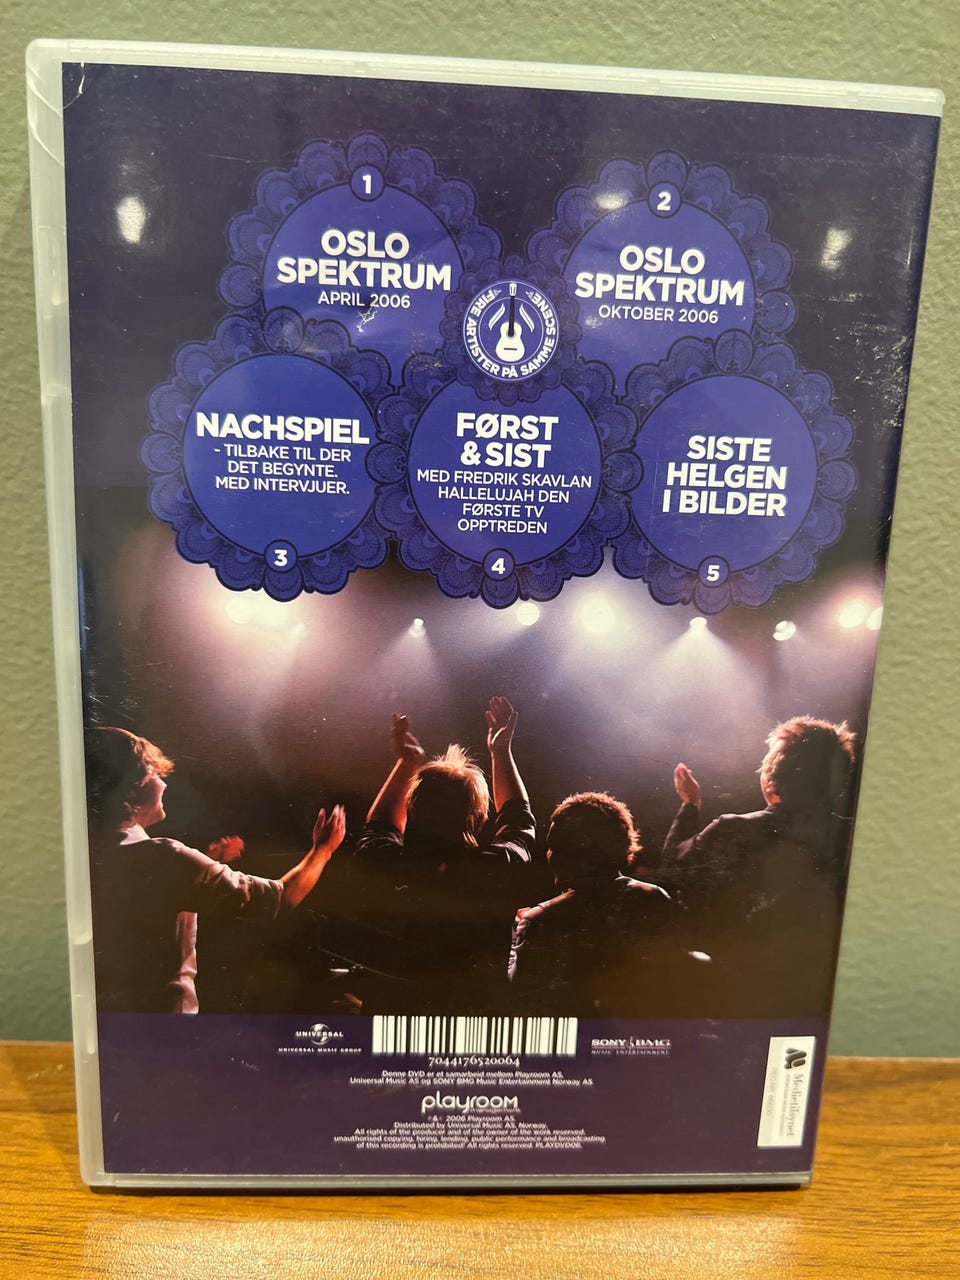 1
OSLO
SPEKTRUM
APRIL 2006
2
OSLO
SPEKTRUM
OKTOBER 2006
FIRE ARTISTER PÅ SAMME SCENE
NACHSPIEL
- TILBAKE TIL DER
DET BEGYNTE.
MED INTERVJUER.
3
FØRST
& SIST
MED FREDRIK SKAVLAN
HALLELUJAH DEN
FØRSTE TV
OPPTREDEN
4
SISTE
HELGEN
I BILDER
5
UNIVERSAL
UNIVERSAL MUSIC GROUP
7044176520064
SONY BMG
MUSIC ENTERTAINMENT
Denne DVD er et samarbeid mellom Playroom AS,
Universal Music AS og SONY BMG Music Entertainment Norway AS
playroom
management
2006 Playroom AS.
Distributed by Universal Music AS, Norway.
All rights of the producer and of the owner of the work reserved.
unauthorised copying, hiring, lending, public performance and broadcasting
of this recording is prohibited! All rights reserved. PLAYDVD06.
Medietilsynet